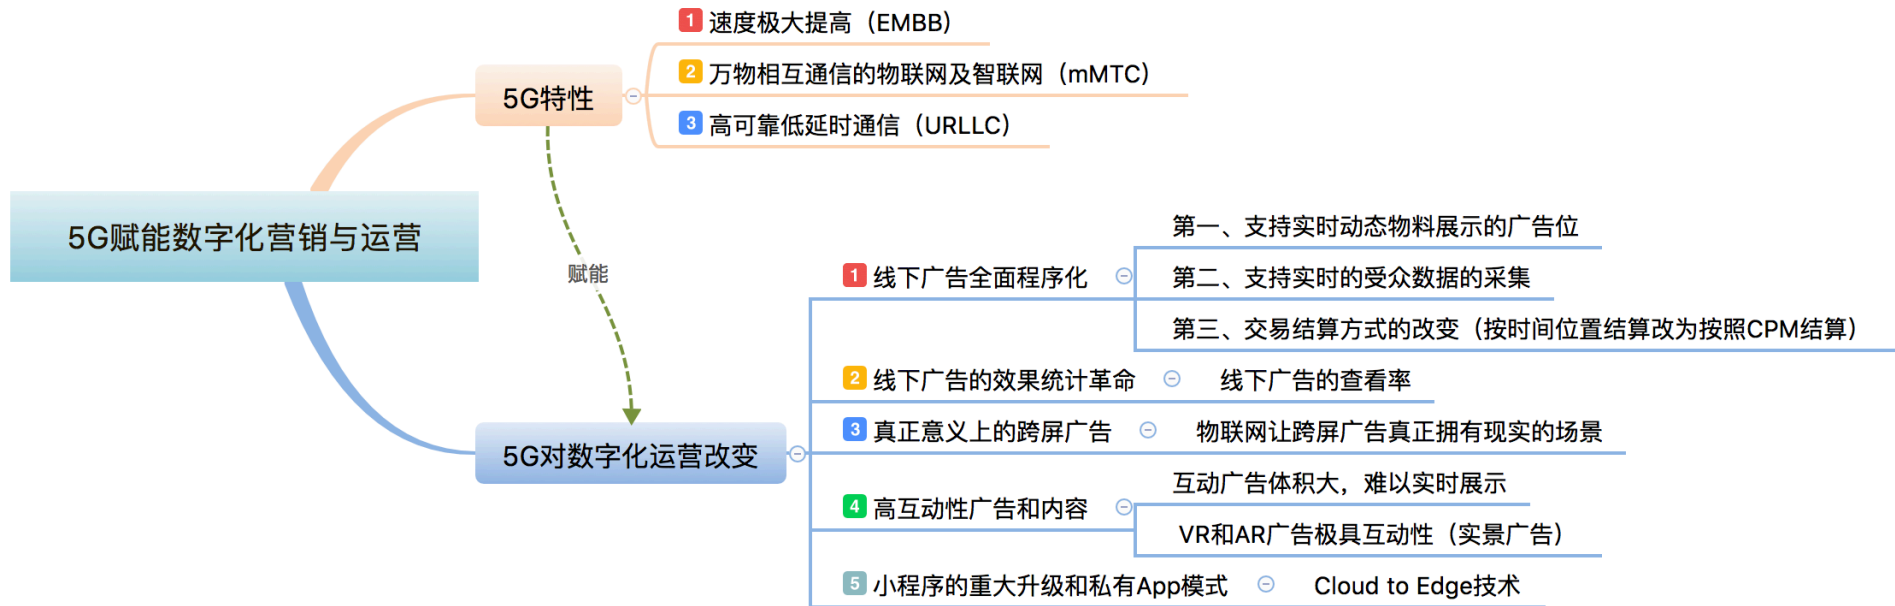 1 速度极大提高（EMBB）
2 万物相互通信的物联网及智联网（mMTC）
3 高可靠低延时通信（URLLC）
5G特性
5G赋能数字化营销与运营
赋能
5G对数字化运营改变
1 线下广告全面程序化
第一、支持实时动态物料展示的广告位
第二、支持实时的受众数据的采集
第三、交易结算方式的改变（按时间位置结算改为按照CPM结算）
2 线下广告的效果统计革命
线下广告的查看率
3 真正意义上的跨屏广告
物联网让跨屏广告真正拥有现实的场景
4 高互动性广告和内容
互动广告体积大，难以实时展示
VR和AR广告极具互动性（实景广告）
5 小程序的重大升级和私有App模式
Cloud to Edge技术